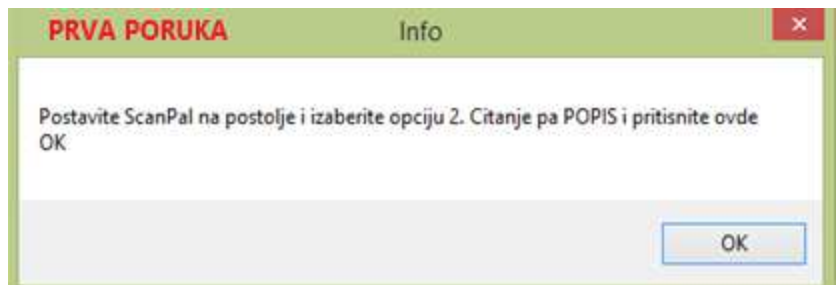 PRVA PORUKA Info
Postavite ScanPal na postolje i izaberite opciju 2. Citanje pa POPIS i pritisnite ovde
OK
OK